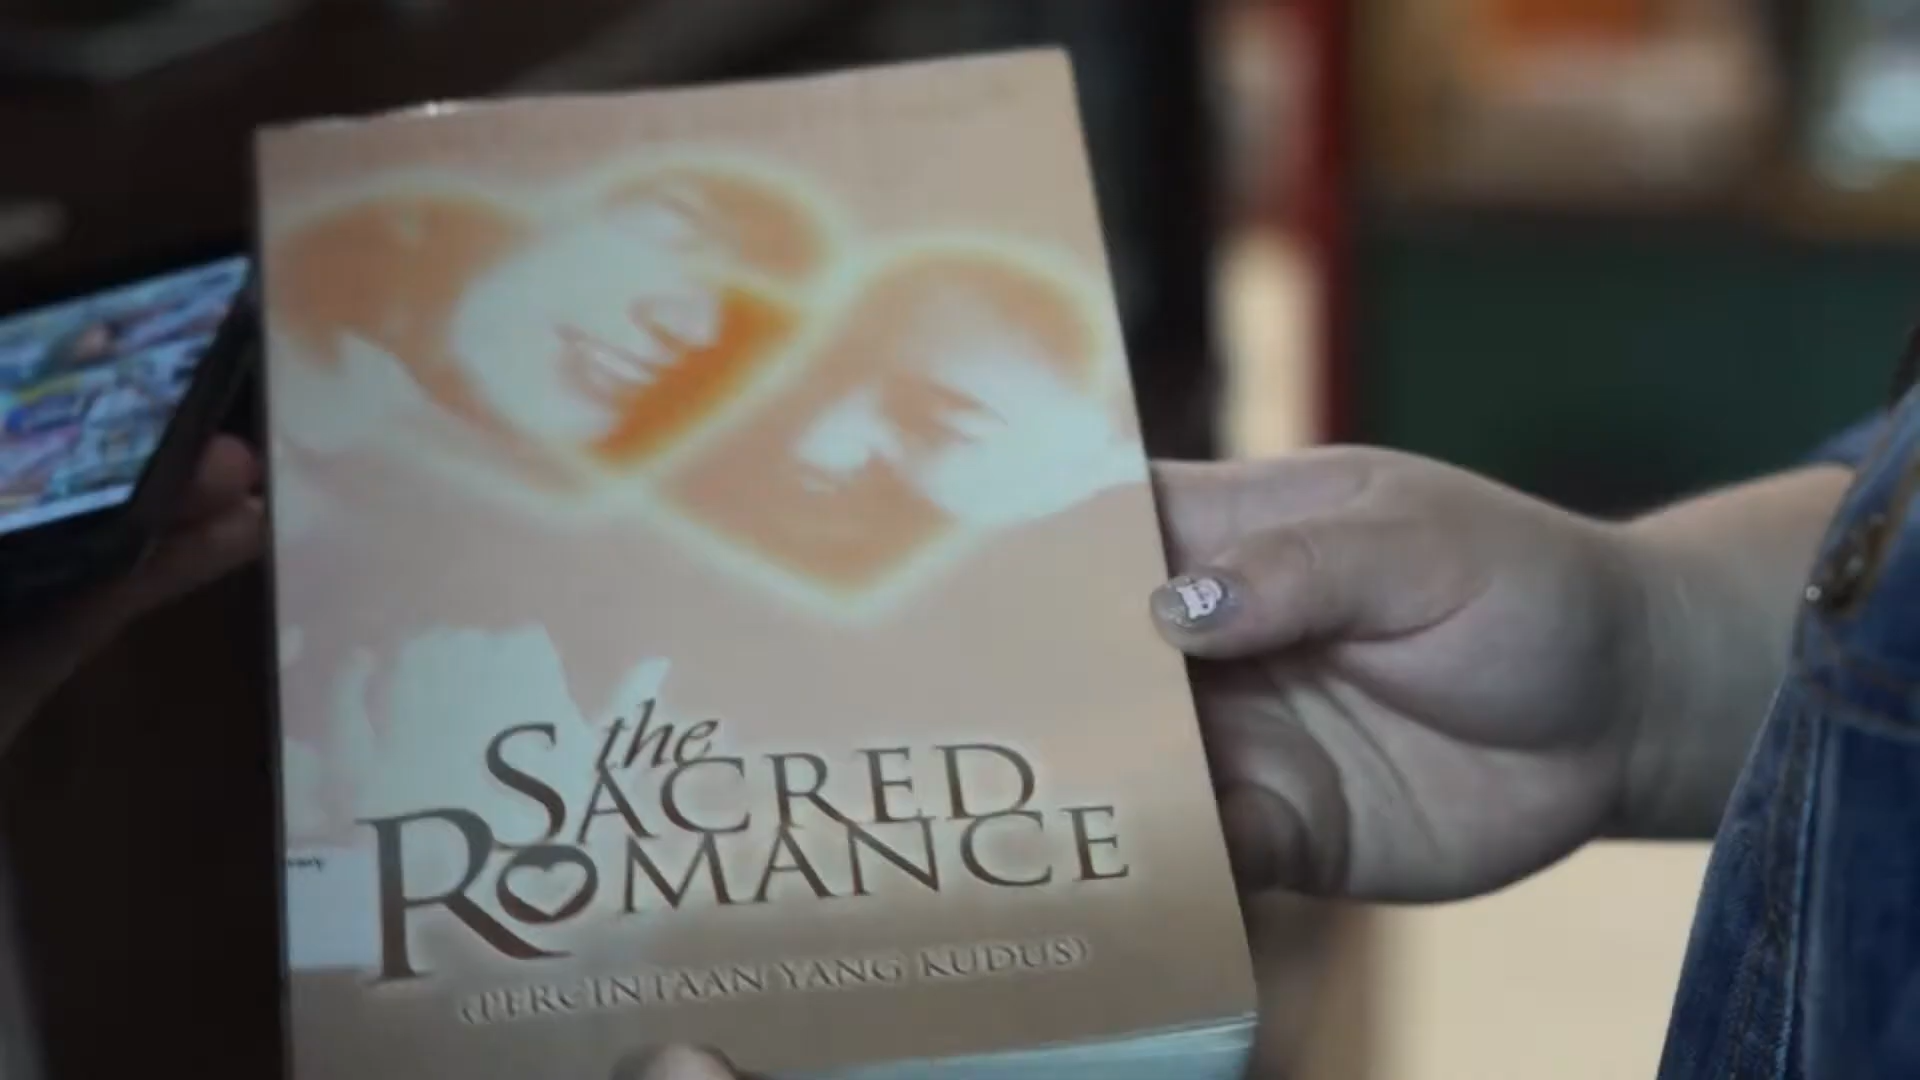 the
SACRED
ROMANCE
(PERCINTAAN YANG KUDUS)